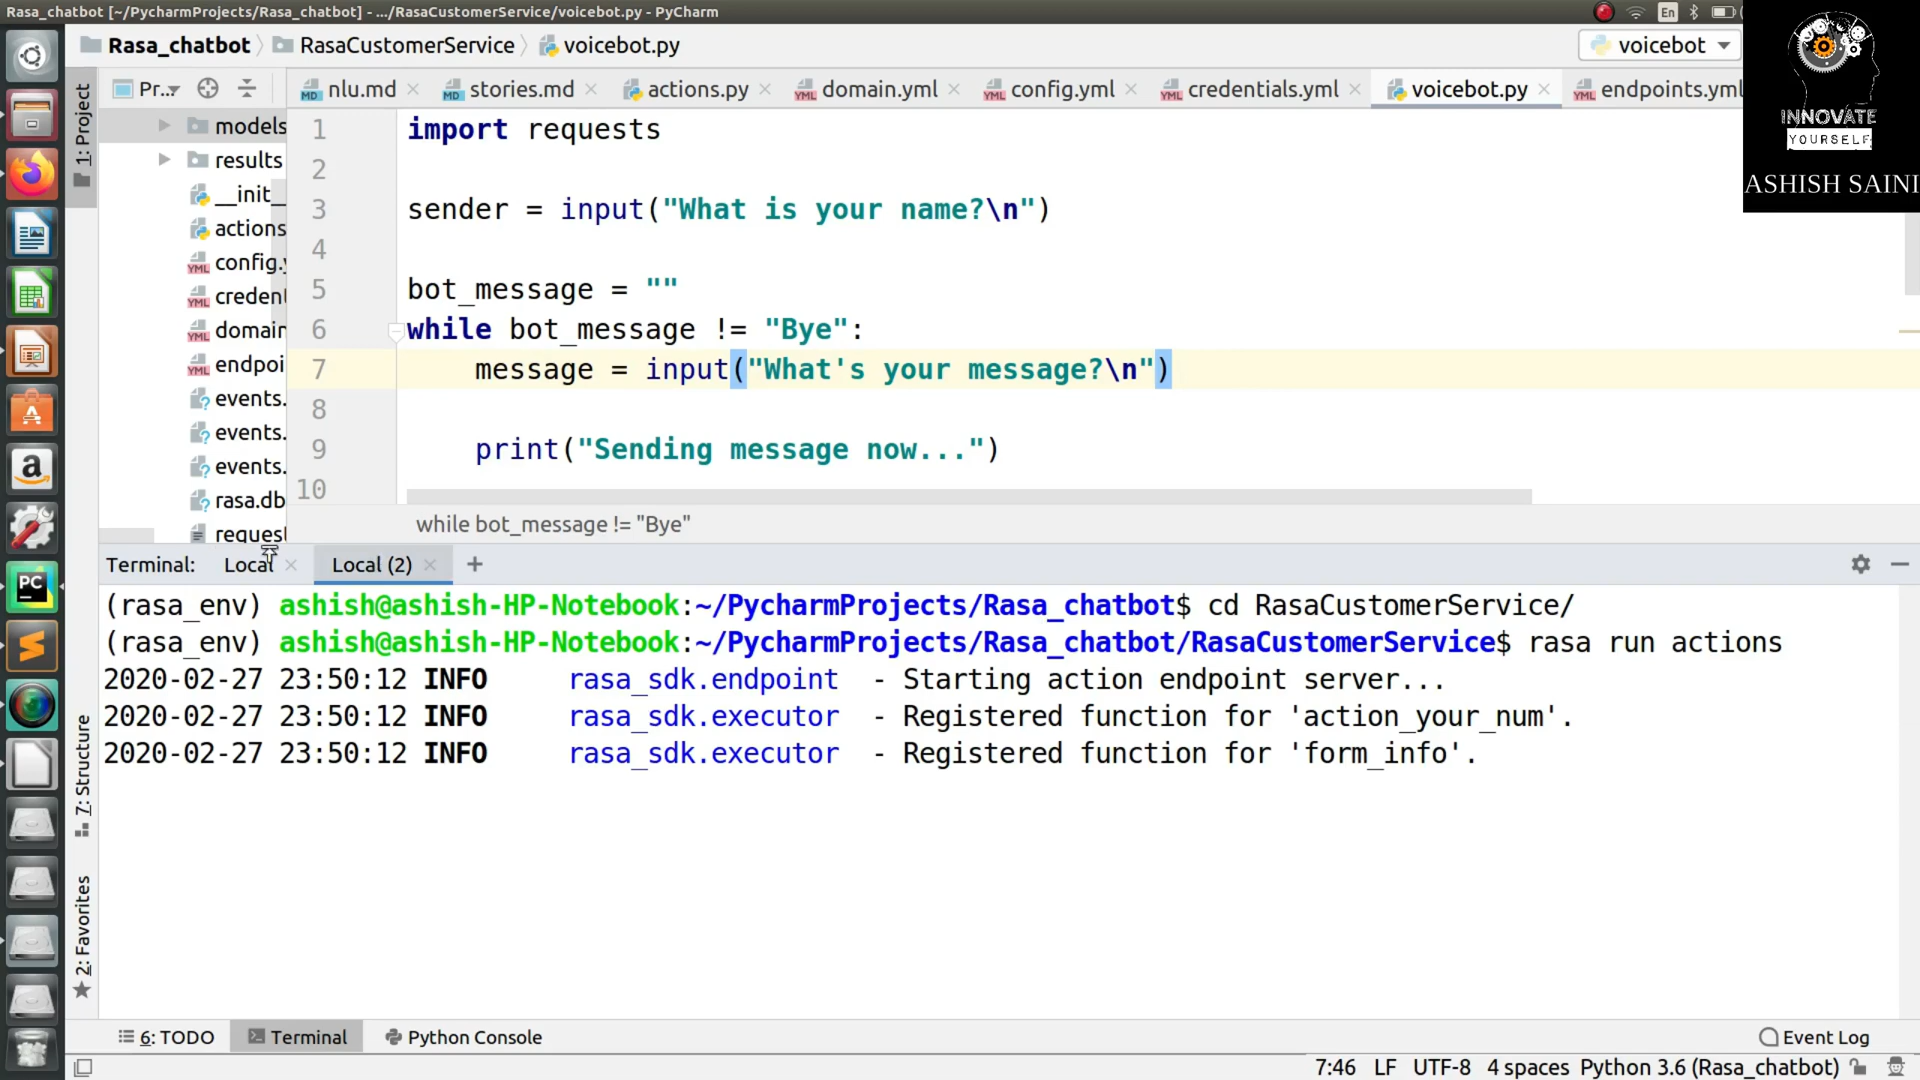 Rasa_chatbot [~/PycharmProjects/Rasa_chatbot] - .../RasaCustomerService/voicebot.py - PyCharm
En
Rasa_chatbot
RasaCustomerService
voicebot.py
voicebot
INNOVATE
YOURSELF
ASHISH SAINI
1: Project
Pr...
nlu.md
stories.md
actions.py
domain.yml
config.yml
credentials.yml
voicebot.py
endpoints.yml
models
results
__init_
actions
config.y
creden
domain
endpoi
events.
events.
events.
rasa.db
request
1 import requests
2
3 sender = input("What is your name?\n")
4
5 bot_message = ""
6 while bot_message != "Bye":
7 message = input("What's your message?\n")
8
9 print("Sending message now...")
10
while bot_message != "Bye"
Terminal:
Local
Local (2)
+
(rasa_env) ashish@ashish-HP-Notebook:~/PycharmProjects/Rasa_chatbot$ cd RasaCustomerService/
(rasa_env) ashish@ashish-HP-Notebook:~/PycharmProjects/Rasa_chatbot/RasaCustomerService$ rasa run actions
2020-02-27 23:50:12 INFO rasa_sdk.endpoint - Starting action endpoint server...
2020-02-27 23:50:12 INFO rasa_sdk.executor - Registered function for 'action_your_num'.
2020-02-27 23:50:12 INFO rasa_sdk.executor - Registered function for 'form_info'.
7: Structure
2: Favorites
6: TODO
Terminal
Python Console
Event Log
7:46 LF UTF-8 4 spaces Python 3.6 (Rasa_chatbot)